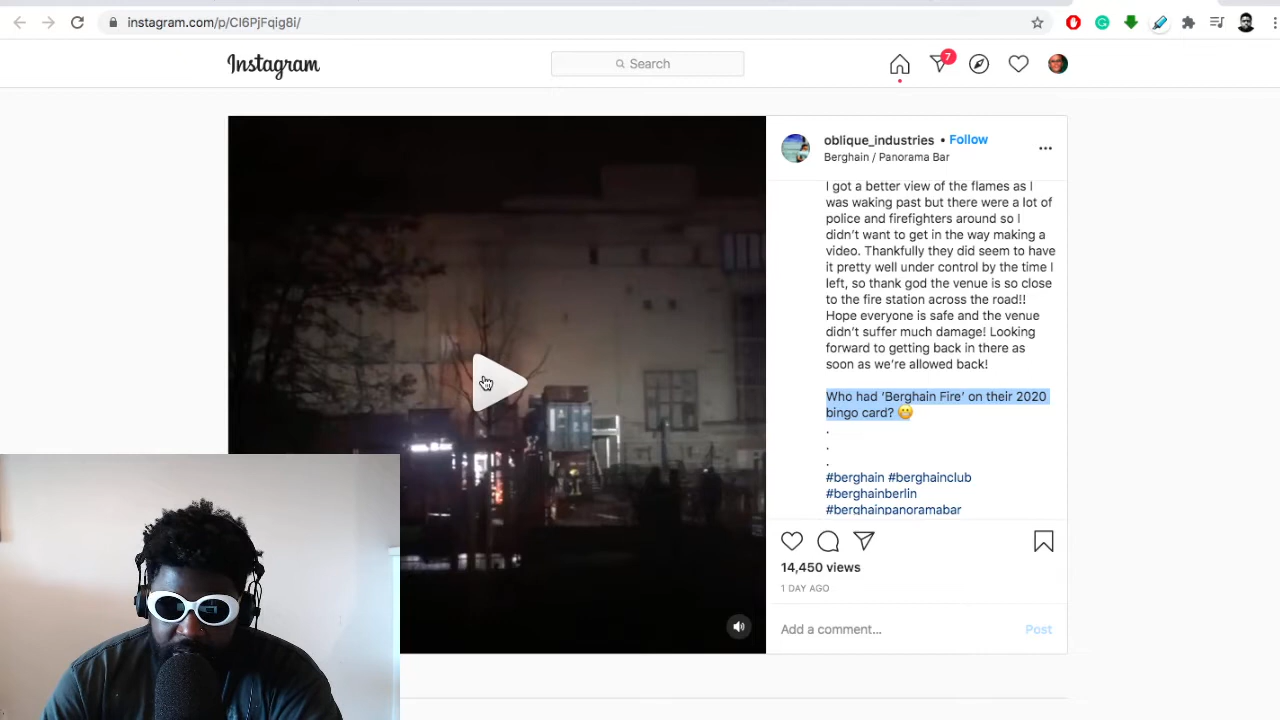 instagram.com/p/CI6PjFqig8i/
Instagram
Search
7
oblique_industries • Follow
Berghain / Panorama Bar
I got a better view of the flames as I
was waking past but there were a lot of
police and firefighters around so I
didn't want to get in the way making a
video. Thankfully they did seem to have
it pretty well under control by the time I
left, so thank god the venue is so close
to the fire station across the road!!
Hope everyone is safe and the venue
didn't suffer much damage! Looking
forward to getting back in there as
soon as we're allowed back!
Who had ‘Berghain Fire’ on their 2020
bingo card? 😬
.
.
.
#berghain #berghainclub
#berghainberlin
#berghainpanoramabar
14,450 views
1 DAY AGO
Add a comment...
Post